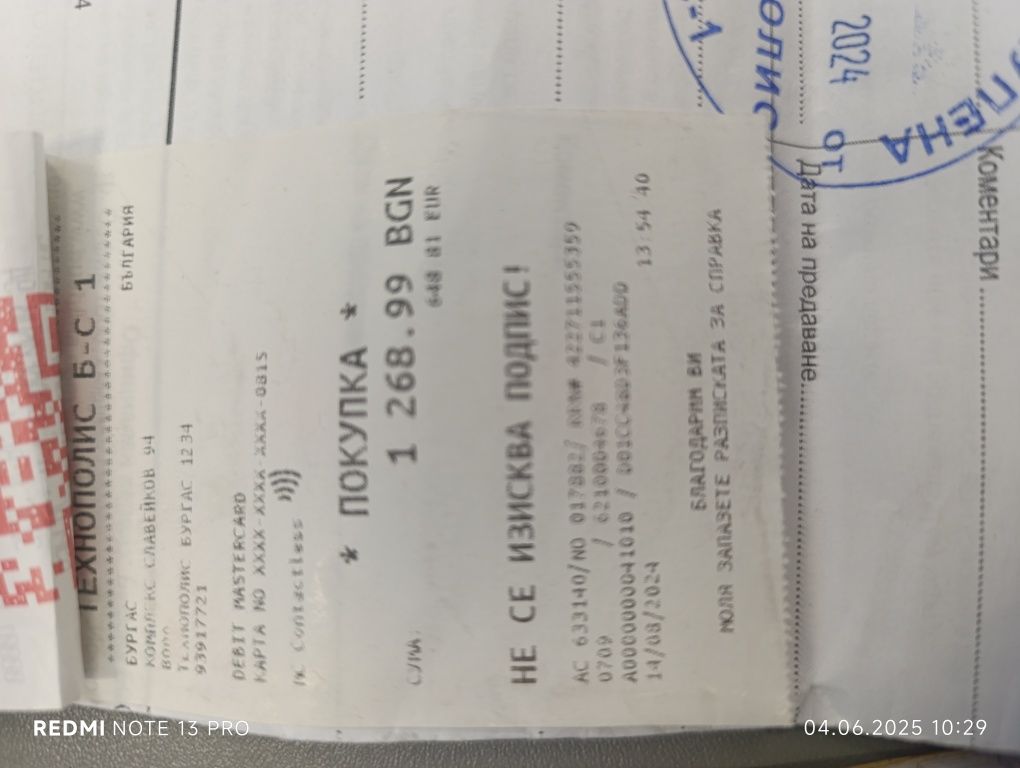 ТЕХНОПОЛИС Б-С 1
БУРГАС БЪЛГАРИЯ
КОМПЛЕКС СЛАВЕЙКОВ 94
ТЕХНОПОЛИС БУРГАС 1234
93917721
DEBIT MASTERCARD
КАРТА NO XXXX-XXXX-XXXX-0815
Contactless
* ПОКУПКА *
СУМА 1 268.99 BGN
648 81 EUR
НЕ СЕ ИЗИСКВА ПОДПИС!
AC 633140/NO
0709 / C1
A0000000041010
14/08/2024 13:54 40
БЛАГОДАРИМ ВИ
МОЛЯ ЗАПАЗЕТЕ РАЗПИСКАТА ЗА СПРАВКА
2024
от
Дата на предаване
Коментари
REDMI NOTE 13 PRO
04.06.2025 10:29